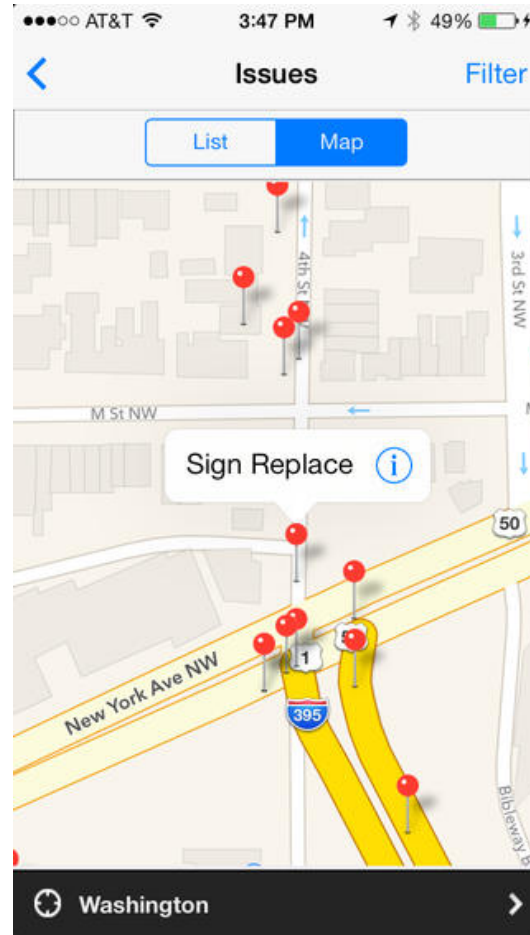 AT&T 3:47 PM 49%
Issues Filter
List Map
4th St
3rd St NW
M St NW
Sign Replace i
50
1
New York Ave NW
395
Bibleway
Washington